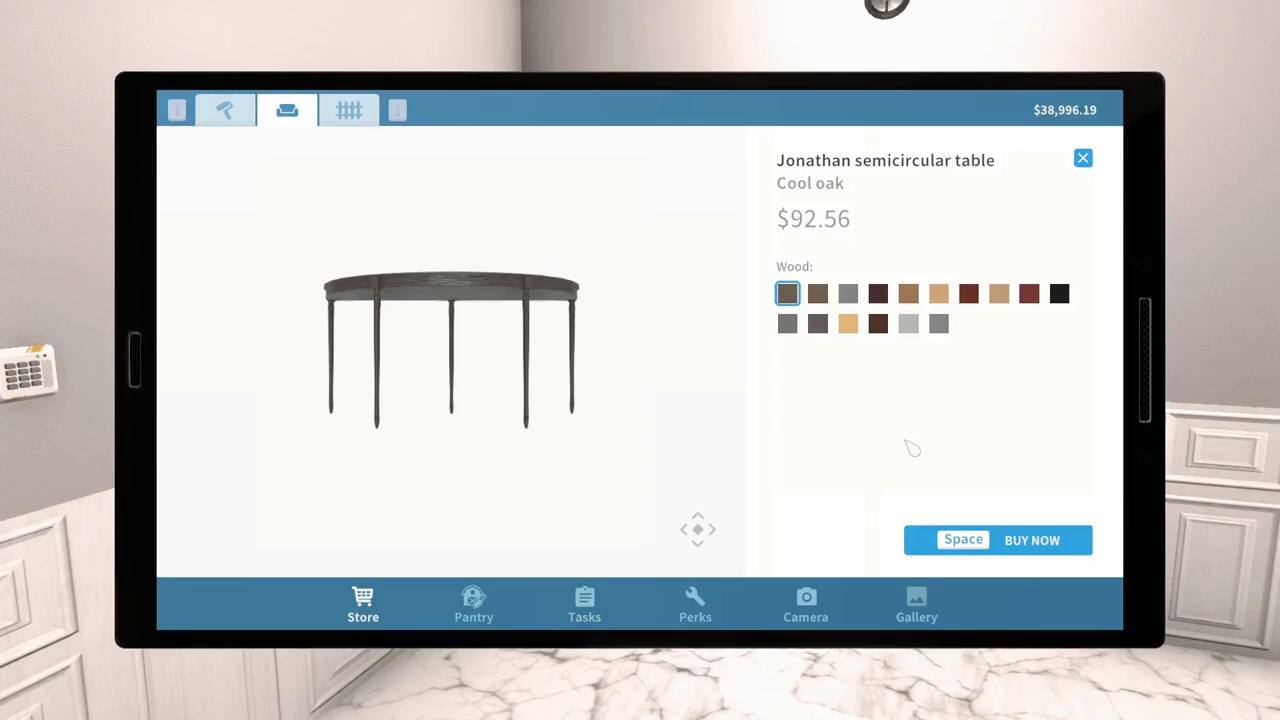 $38,996.19
Jonathan semicircular table
Cool oak
$92.56
Wood:
Space BUY NOW
Store Pantry Tasks Perks Camera Gallery